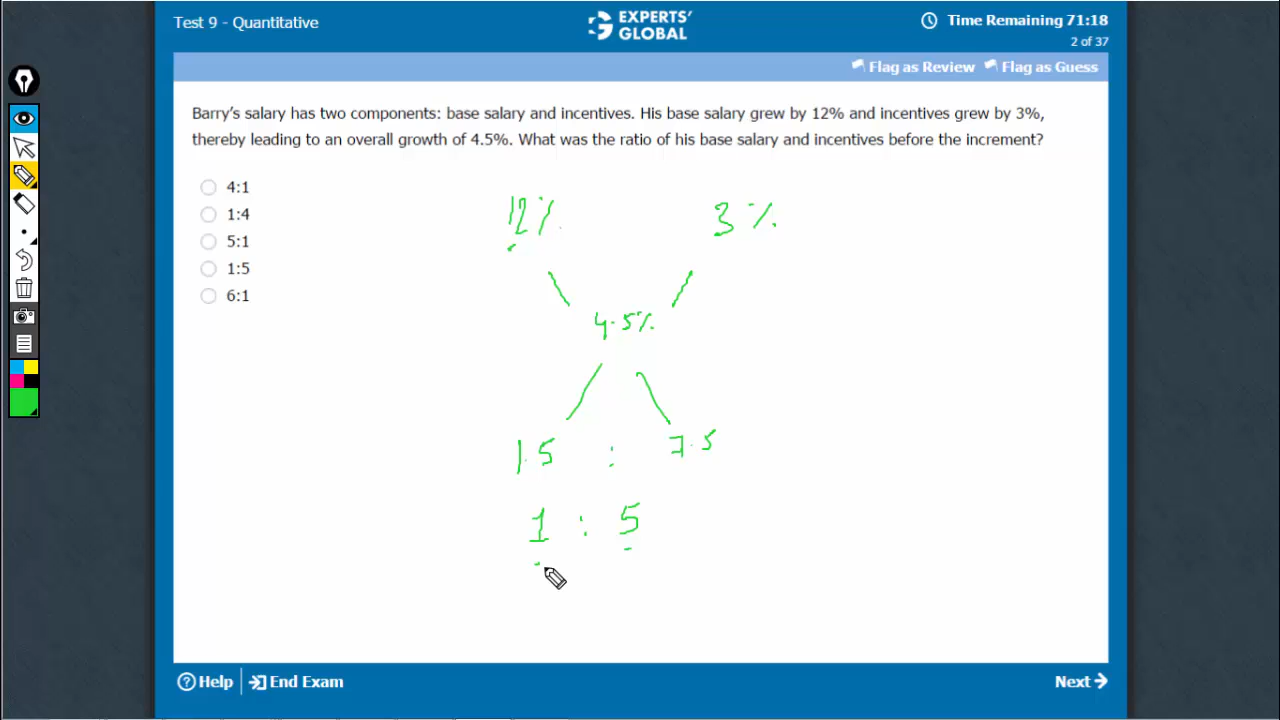 Test 9 - Quantitative
EXPERTS'
GLOBAL
Time Remaining 71:18
2 of 37
Flag as Review
Flag as Guess
Barry's salary has two components: base salary and incentives. His base salary grew by 12% and incentives grew by 3%,
thereby leading to an overall growth of 4.5%. What was the ratio of his base salary and incentives before the increment?
4:1
1:4
5:1
1:5
6:1
12% 3%
4.5%
1.5 : 7.5
1 : 5
Help
End Exam
Next